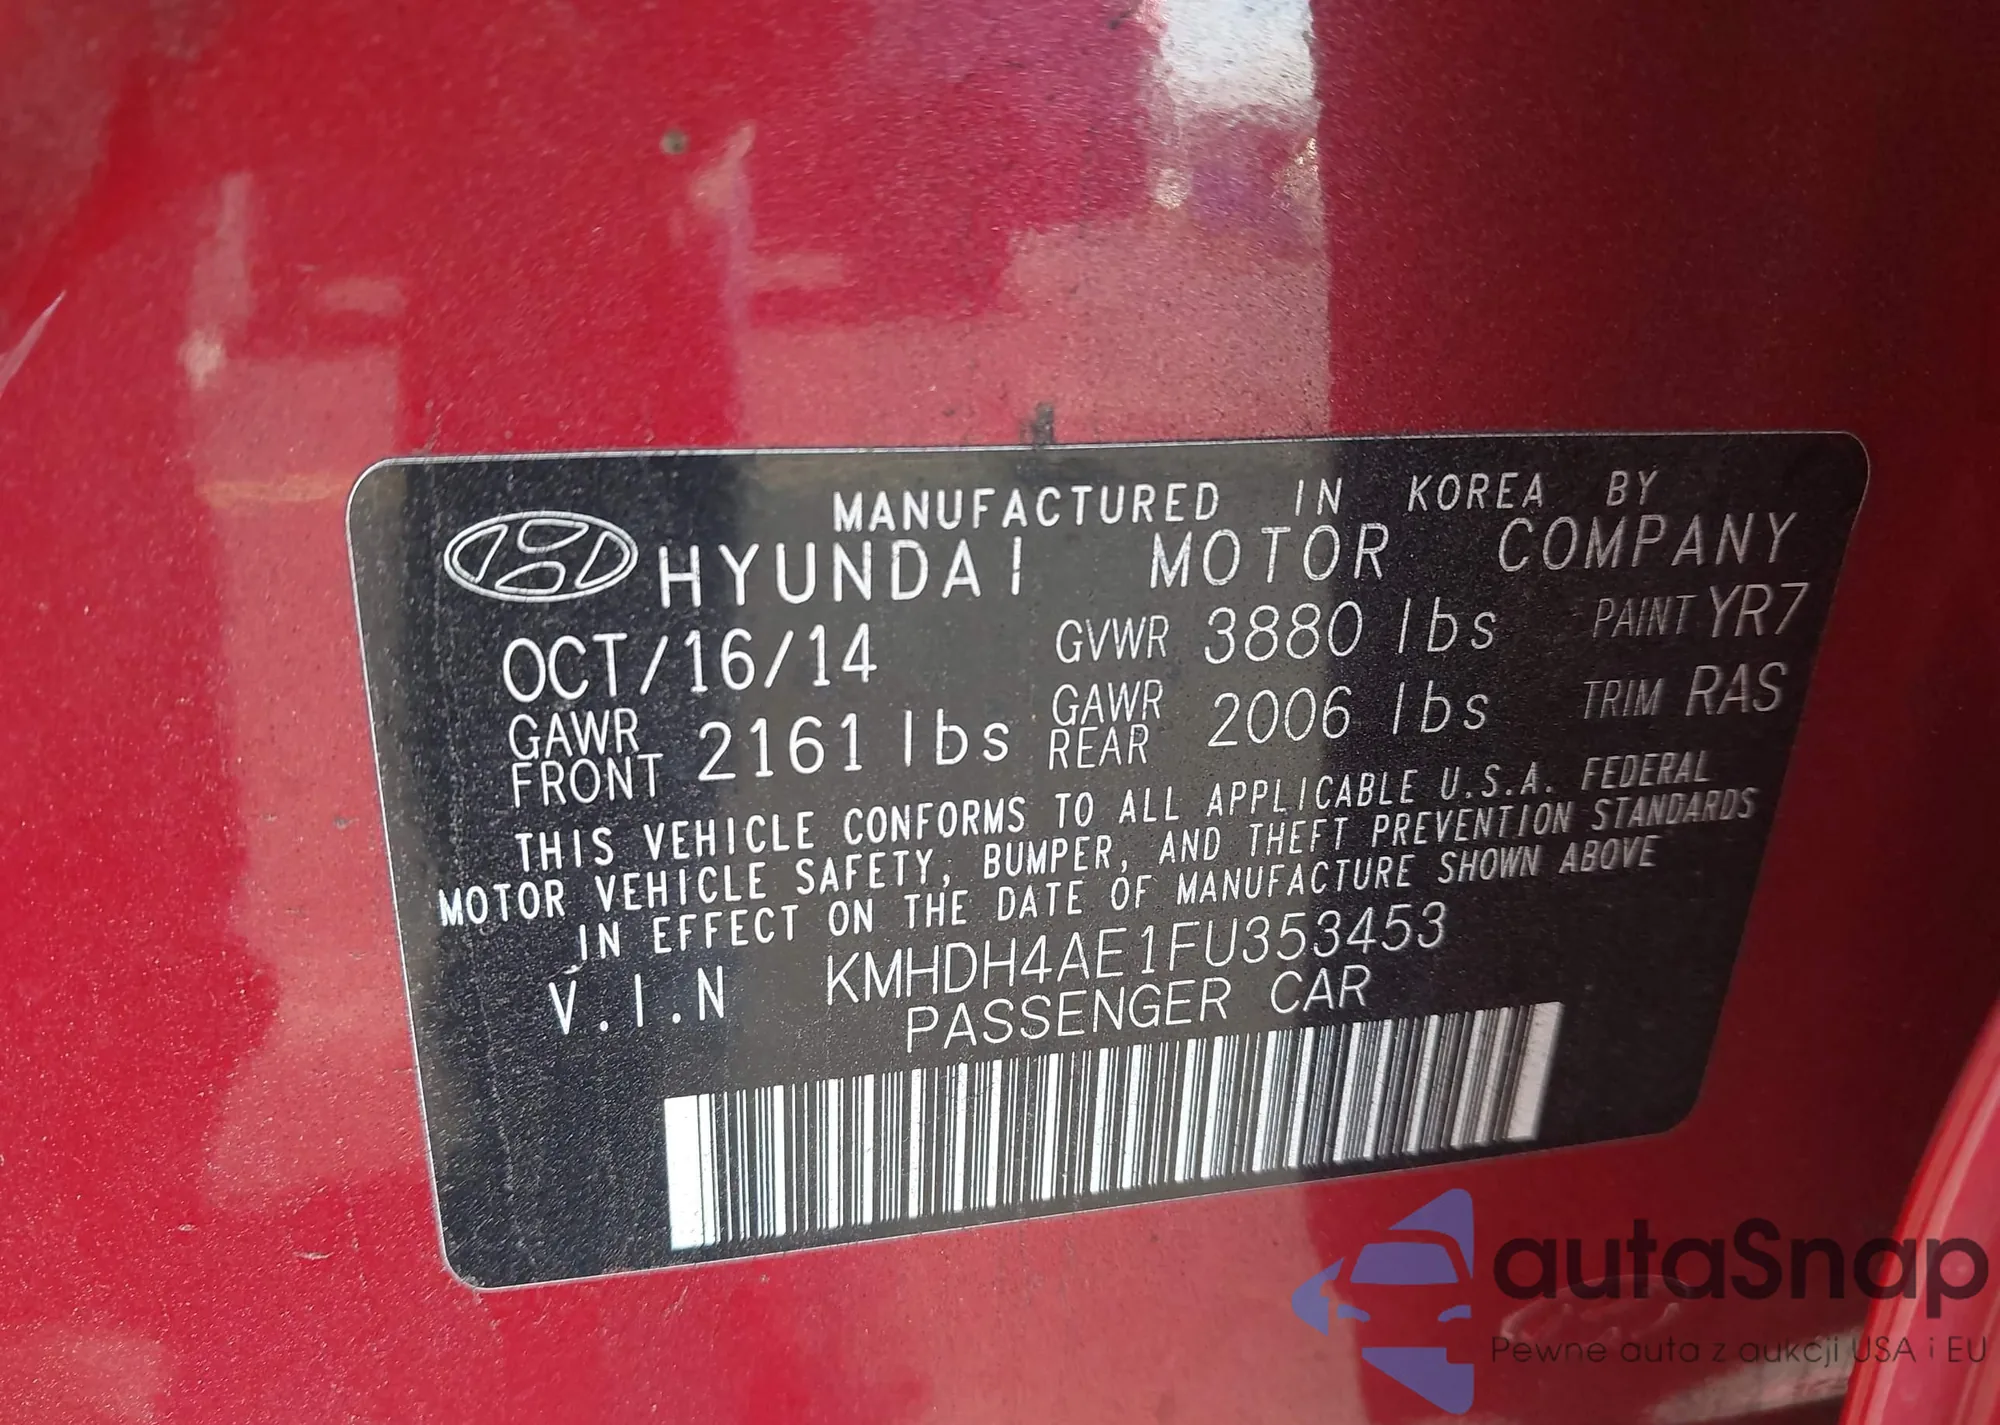 MANUFACTURED IN KOREA BY
HYUNDAI MOTOR COMPANY
OCT/16/14 GVWR 3880 lbs PAINT YR7
GAWR FRONT 2161 lbs GAWR REAR 2006 lbs TRIM RAS
THIS VEHICLE CONFORMS TO ALL APPLICABLE U.S.A. FEDERAL
MOTOR VEHICLE SAFETY, BUMPER, AND THEFT PREVENTION STANDARDS
IN EFFECT ON THE DATE OF MANUFACTURE SHOWN ABOVE
V.I.N KMHDH4AE1FU353453
PASSENGER CAR
autaSnap
Pewne auta z aukcji USA i EU